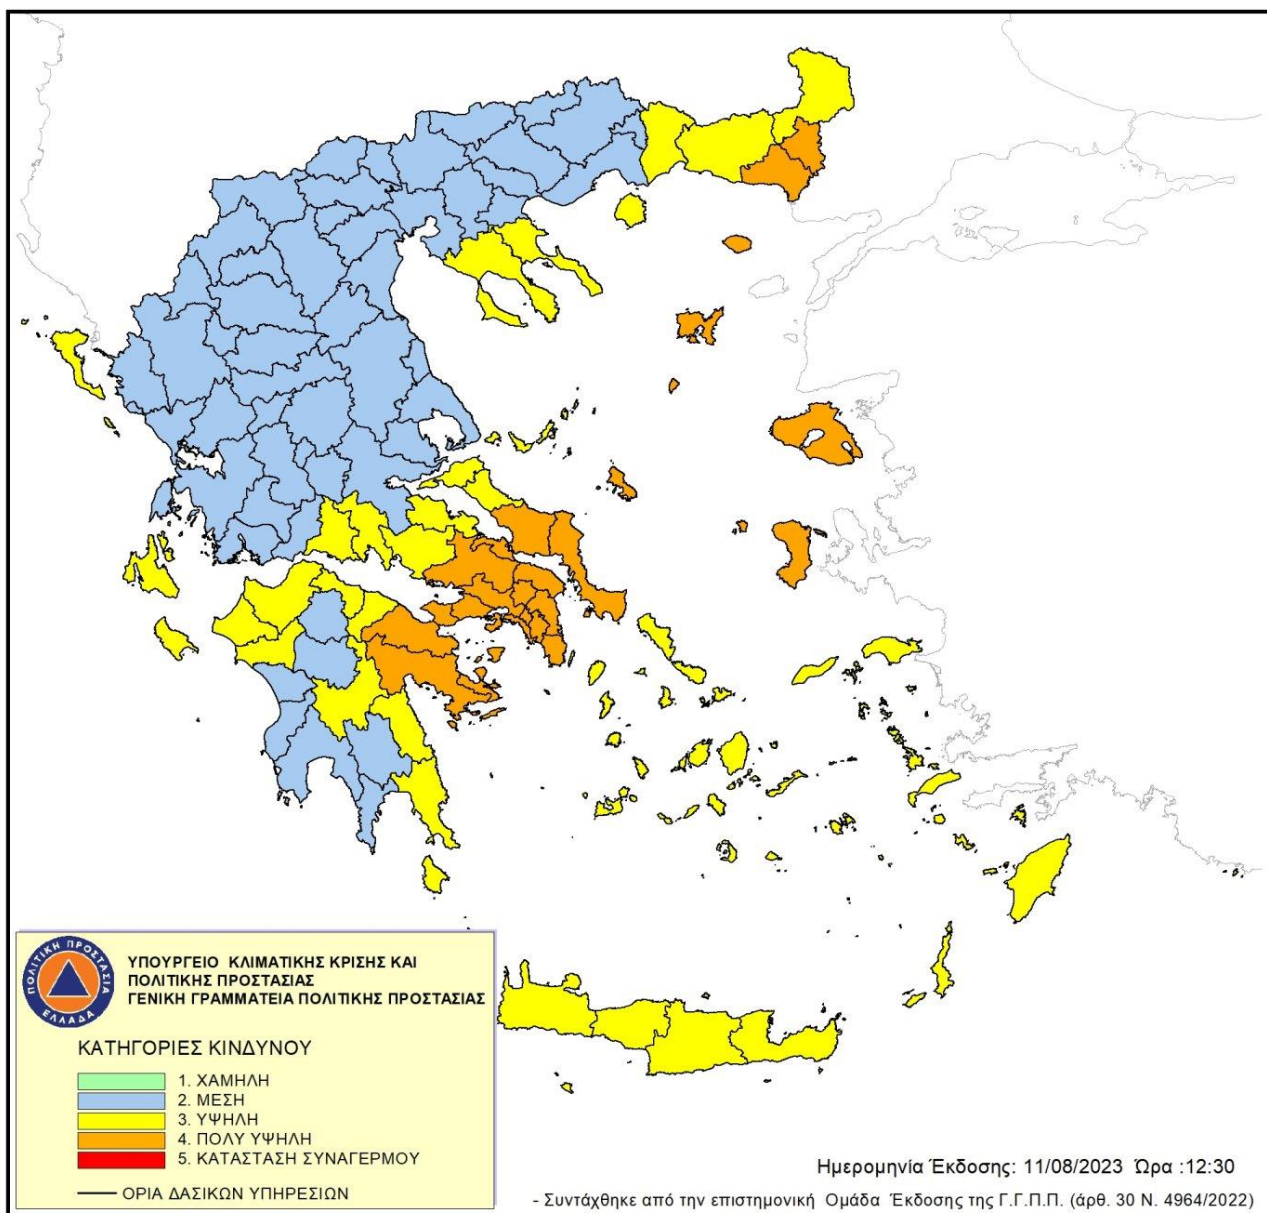 ΠΟΛΙΤΙΚΗ ΠΡΟΣΤΑΣΙΑ
ΕΛΛΑΔΑ
ΥΠΟΥΡΓΕΙΟ ΚΛΙΜΑΤΙΚΗΣ ΚΡΙΣΗΣ ΚΑΙ
ΠΟΛΙΤΙΚΗΣ ΠΡΟΣΤΑΣΙΑΣ
ΓΕΝΙΚΗ ΓΡΑΜΜΑΤΕΙΑ ΠΟΛΙΤΙΚΗΣ ΠΡΟΣΤΑΣΙΑΣ
ΚΑΤΗΓΟΡΙΕΣ ΚΙΝΔΥΝΟΥ
1. ΧΑΜΗΛΗ
2. ΜΕΣΗ
3. ΥΨΗΛΗ
4. ΠΟΛΥ ΥΨΗΛΗ
5. ΚΑΤΑΣΤΑΣΗ ΣΥΝΑΓΕΡΜΟΥ
ΟΡΙΑ ΔΑΣΙΚΩΝ ΥΠΗΡΕΣΙΩΝ
Ημερομηνία Έκδοσης: 11/08/2023 Ώρα :12:30
- Συντάχθηκε από την επιστημονική Ομάδα Έκδοσης της Γ.Γ.Π.Π. (άρθ. 30 Ν. 4964/2022)